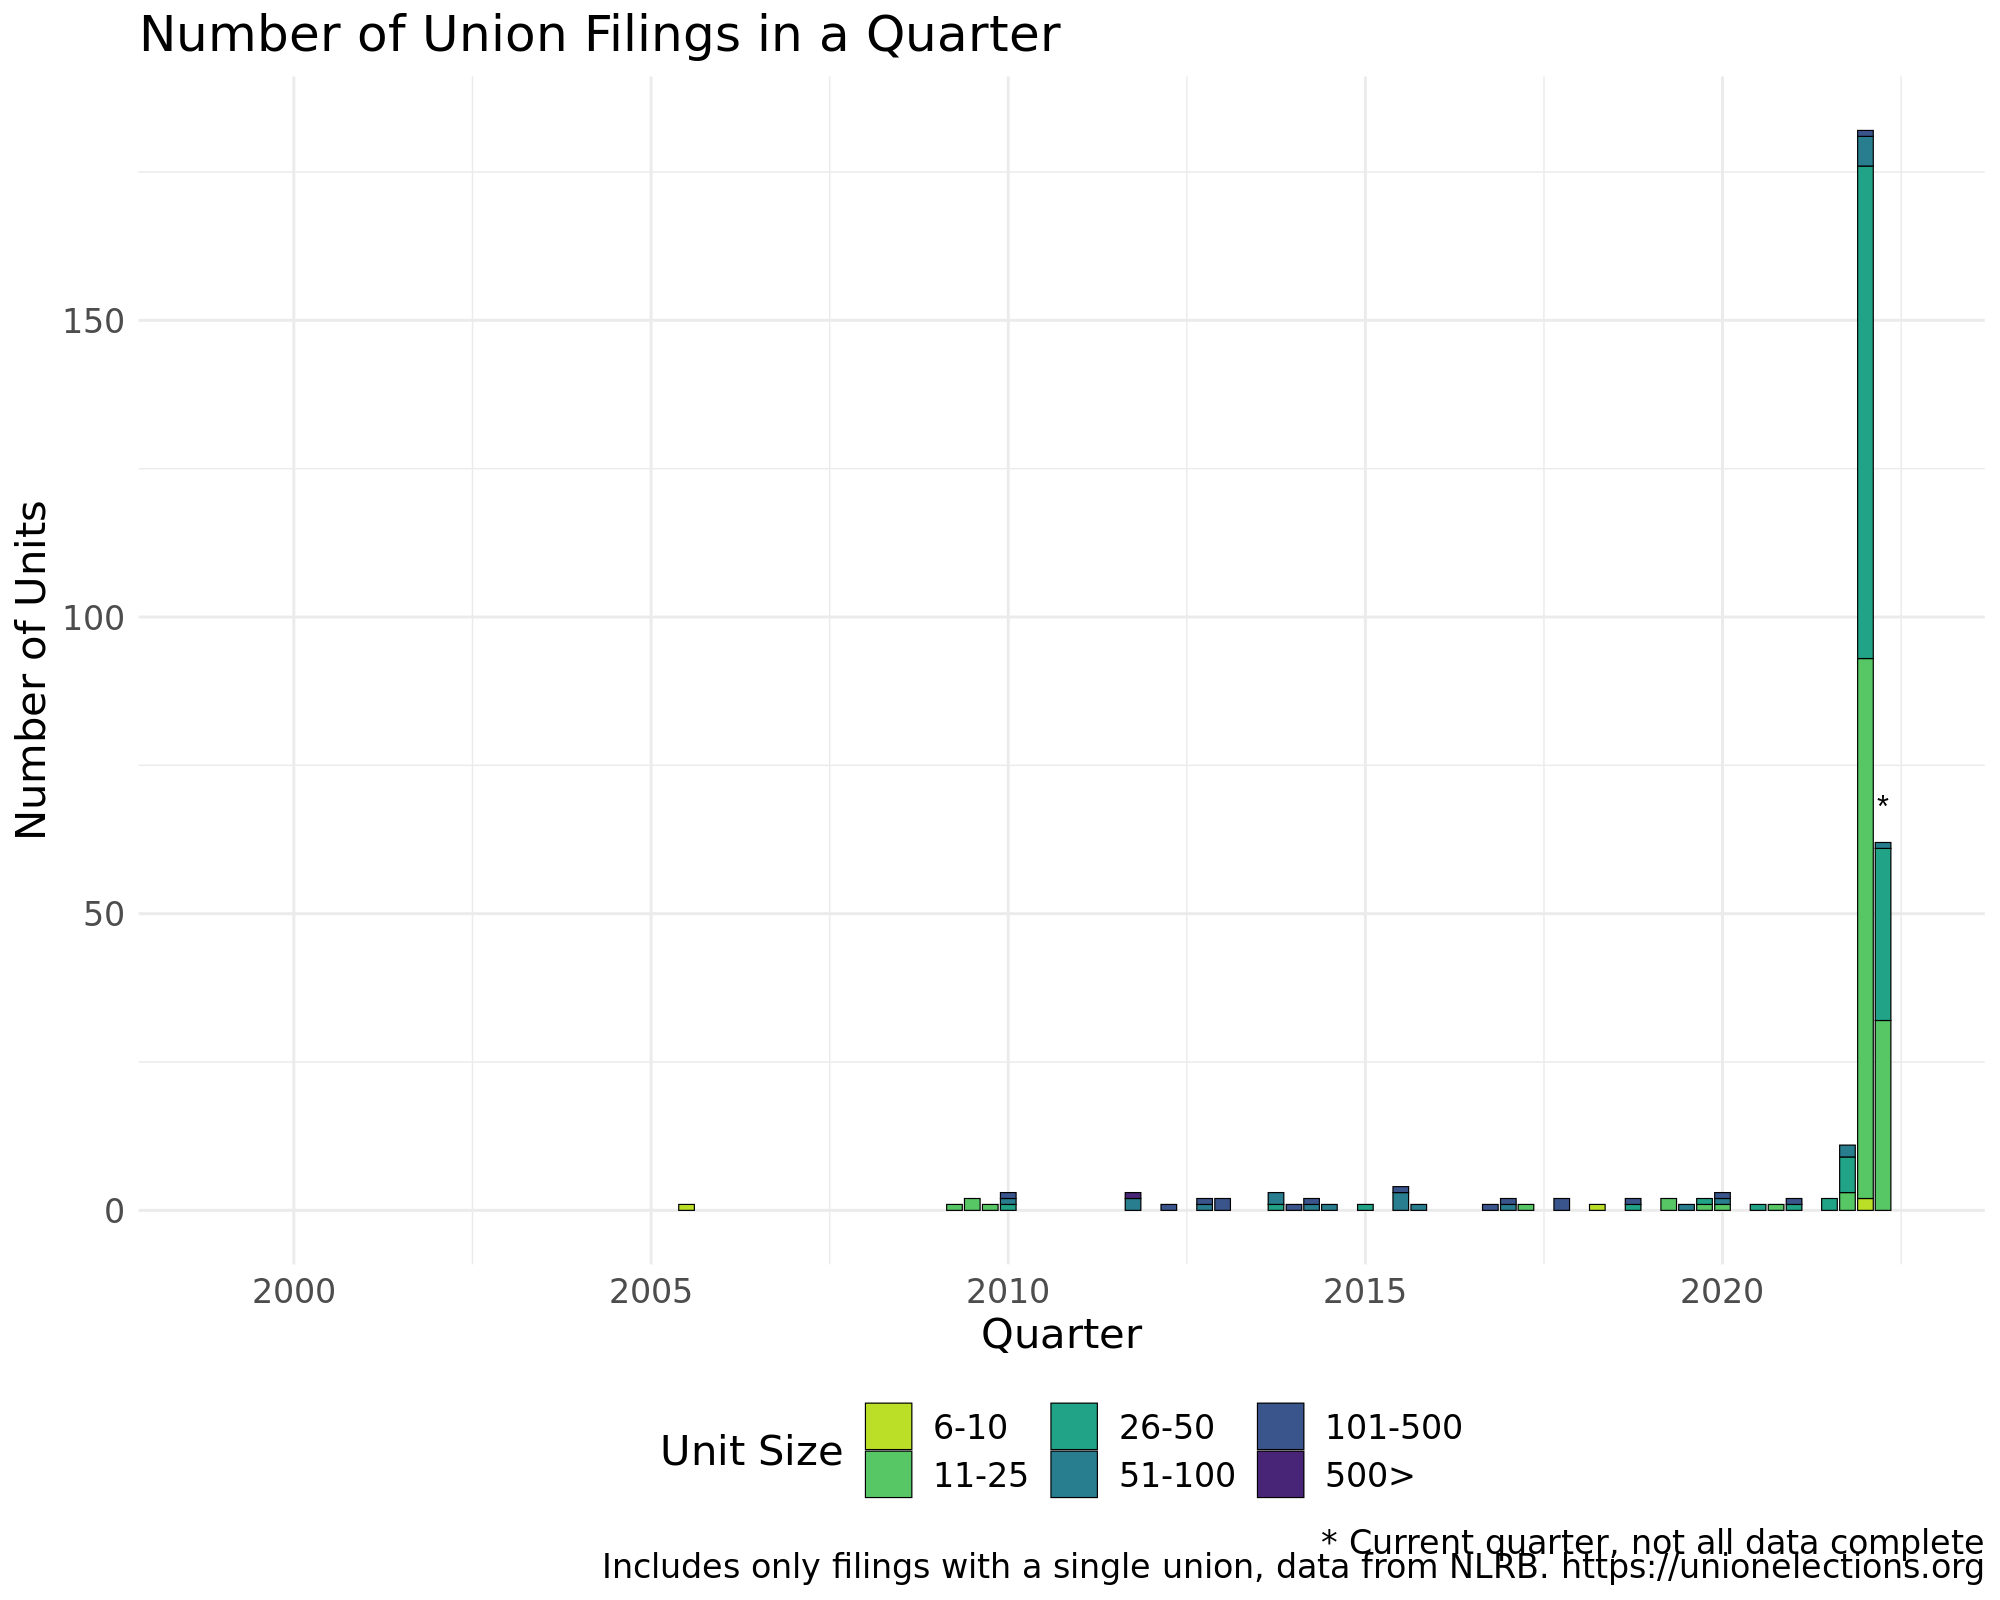 Number of Union Filings in a Quarter
Number of Units
150
100
50
0
*
2000 2005 2010 2015 2020
Quarter
Unit Size
6-10 26-50 101-500
11-25 51-100 500>
* Current quarter, not all data complete
Includes only filings with a single union, data from NLRB. https://unionelections.org